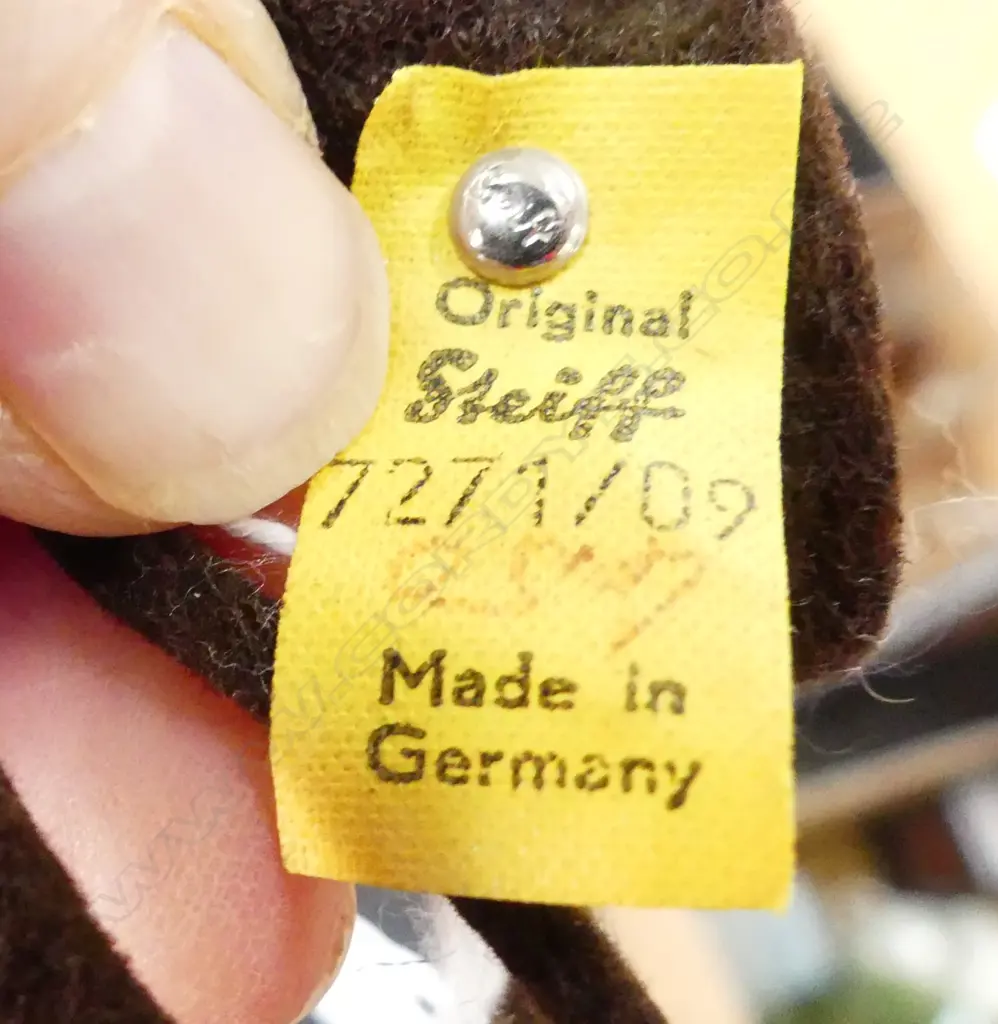 Original
Steiff
7271/09
Made in
Germany